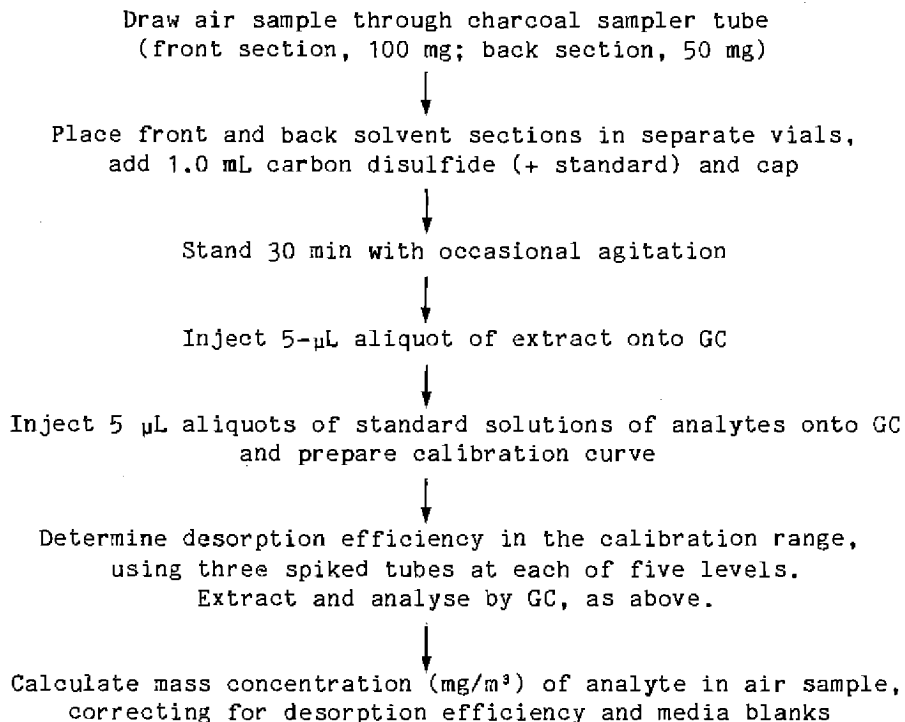 Draw air sample through charcoal sampler tube
(front section, 100 mg; back section, 50 mg)
Place front and back solvent sections in separate vials,
add 1.0 mL carbon disulfide (+ standard) and cap
Stand 30 min with occasional agitation
Inject 5-μL aliquot of extract onto GC
Inject 5 μL aliquots of standard solutions of analytes onto GC
and prepare calibration curve
Determine desorption efficiency in the calibration range,
using three spiked tubes at each of five levels.
Extract and analyse by GC, as above.
Calculate mass concentration (mg/m³) of analyte in air sample,
correcting for desorption efficiency and media blanks